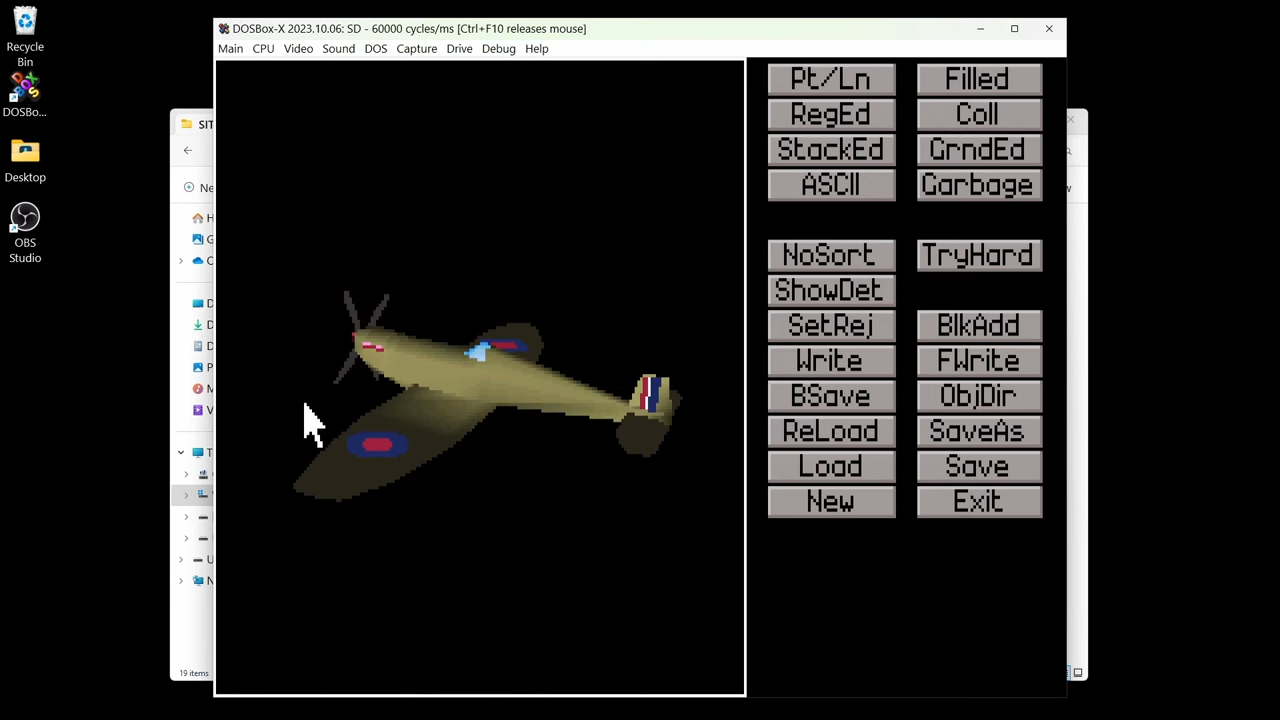 DOSBox-X 2023.10.06: SD - 60000 cycles/ms [Ctrl+F10 releases mouse]
Main CPU Video Sound DOS Capture Drive Debug Help
Recycle Bin
DOSBo...
Desktop
OBS Studio
SIT
Ne
H
G
O
D
D
D
P
M
V
T
U
N
w
19 items
Pt/Ln Filled
RegEd Coll
StackEd GrndEd
ASCII Garbage
NoSort TryHard
ShowDet
SetRej BlkAdd
Write FWrite
BSave ObjDir
ReLoad SaveAs
Load Save
New Exit